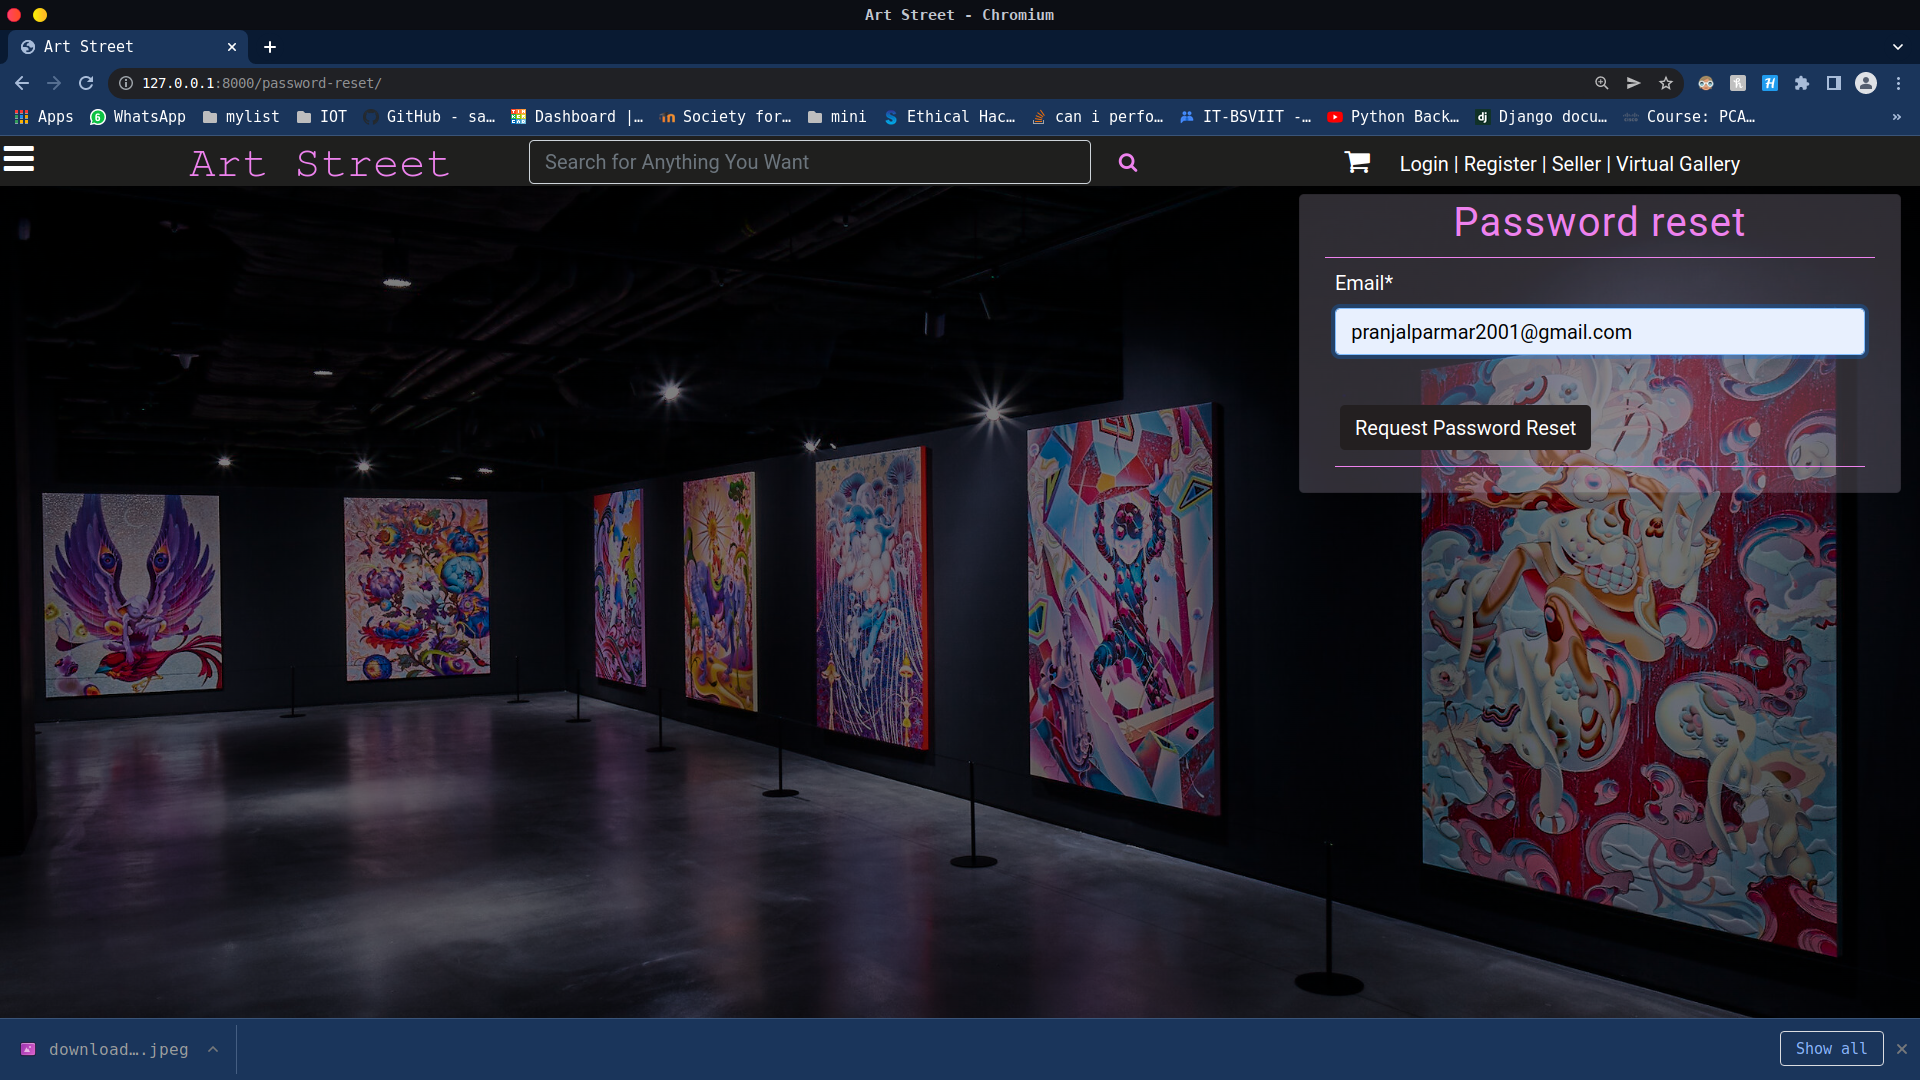 Art Street - Chromium
Art Street
127.0.0.1:8000/password-reset/
Apps
6
WhatsApp
mylist
IOT
GitHub - sa…
Dashboard |…
Society for…
mini
Ethical Hac…
can i perfo…
IT-BSVIIT -…
Python Back…
dj
Django docu…
Course: PCA…
»
Art Street
Search for Anything You Want
Login | Register | Seller | Virtual Gallery
Password reset
Email*
pranjalparmar2001@gmail.com
Request Password Reset
download….jpeg
Show all